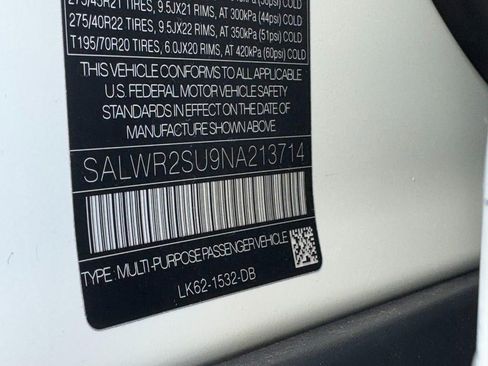 275/45R21 TIRES, 9.5JX21 RIMS, AT 300kPa (44psi) COLD
275/40R22 TIRES, 9.5JX22 RIMS, AT 350kPa (51psi) COLD
T195/70R20 TIRES, 6.0JX20 RIMS, AT 420kPa (60psi) COLD
THIS VEHICLE CONFORMS TO ALL APPLICABLE
U.S. FEDERAL MOTOR VEHICLE SAFETY
STANDARDS IN EFFECT ON THE DATE OF
MANUFACTURE SHOWN ABOVE.
SALWR2SU9NA213714
TYPE : MULTI-PURPOSE PASSENGER VEHICLE
LK62-1532-DB